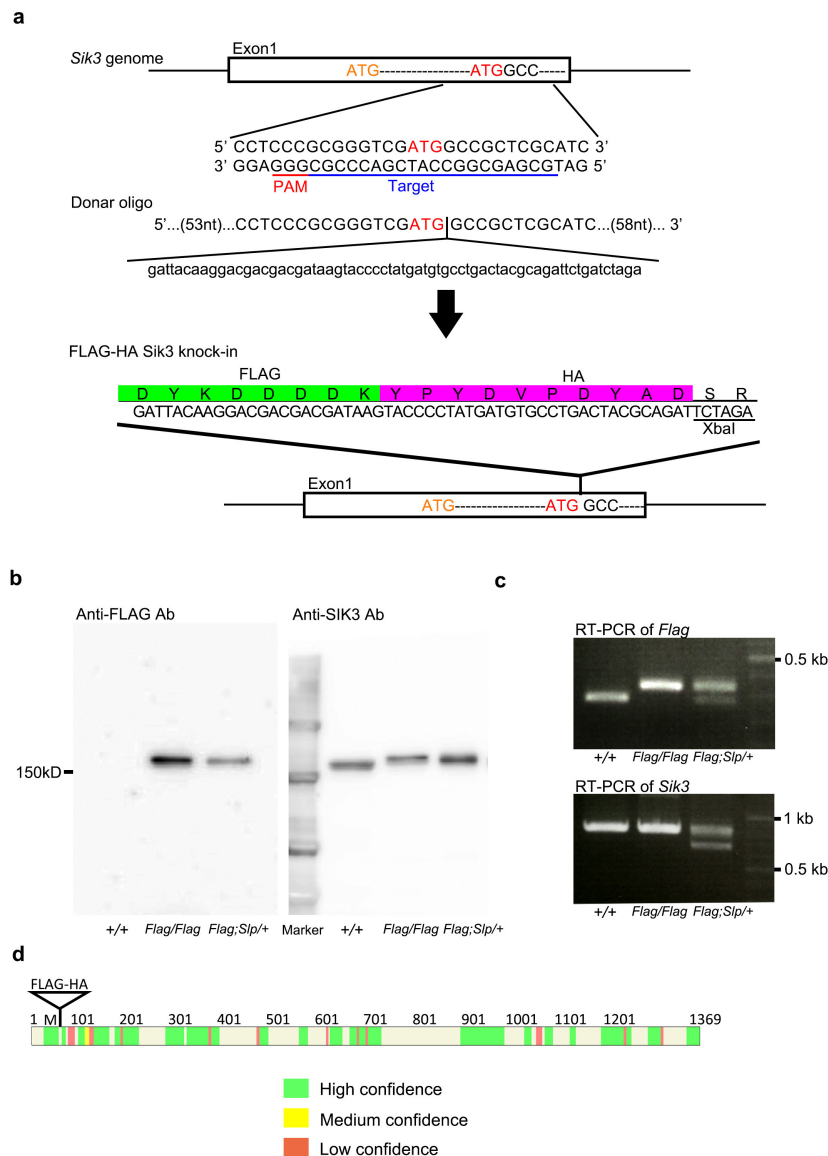 a
Sik3 genome
Exon1
ATG------------------ATGGCC-----
5’ CCTCCCGCGGGTCGATGGCCGCTCGCATC 3’
3’ GGAGGGCGCCCAGCTACCGGCGAGCGTAG 5’
PAM Target
Donar oligo
5’...(53nt)...CCTCCCGCGGGTCGATG GCCGCTCGCATC...(58nt)... 3’
gattacaaggacgacgacgataagtacccctatgatgtgcctgactacgcagattctgatctaga
FLAG-HA Sik3 knock-in
FLAG HA
D Y K D D D D K Y P Y D V P D Y A D S R
GATTACAAGGACGACGACGATAAGTACCCCTATGATGTGCCTGACTACGCAGATTCTAGA
XbaI
Exon1
ATG------------------ATG GCC-----
b
Anti-FLAG Ab Anti-SIK3 Ab
150kD
+/+ Flag/Flag Flag;Slp/+ Marker +/+ Flag/Flag Flag;Slp/+
c
RT-PCR of Flag
0.5 kb
+/+ Flag/Flag Flag;Slp/+
RT-PCR of Sik3
1 kb
0.5 kb
+/+ Flag/Flag Flag;Slp/+
d
FLAG-HA
1 M 101 201 301 401 501 601 701 801 901 1001 1101 1201 1369
High confidence
Medium confidence
Low confidence